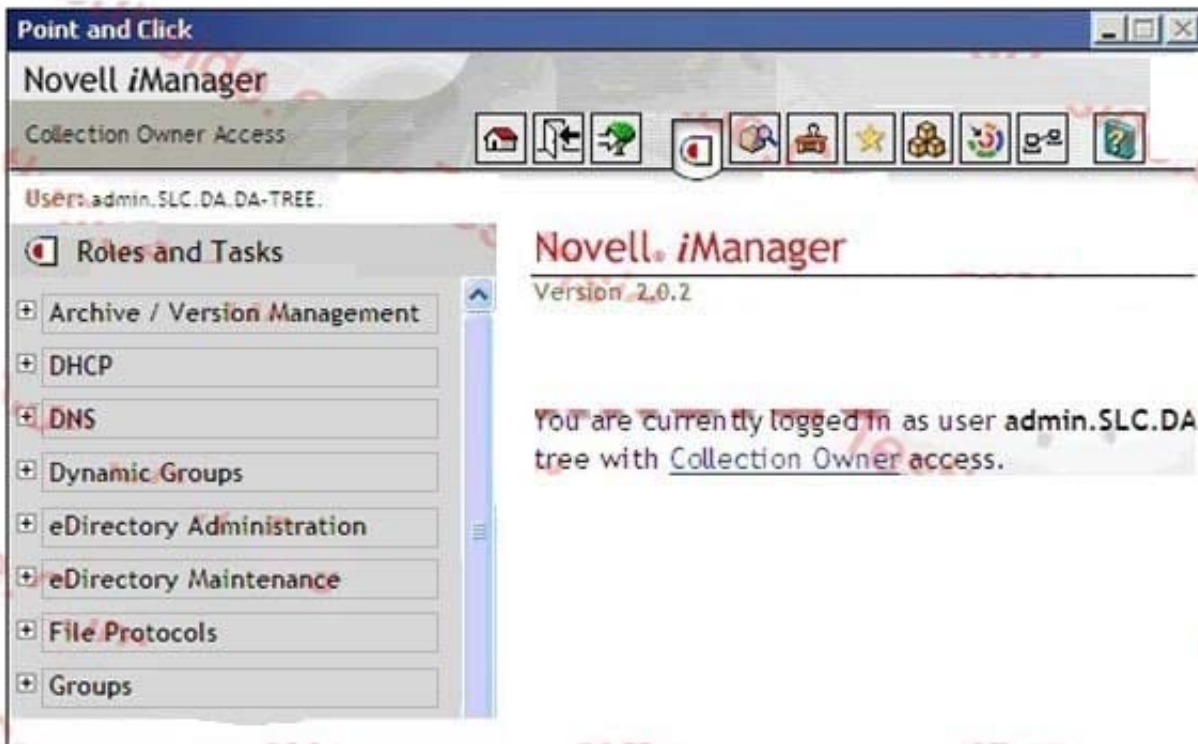 Point and Click
Novell iManager
Collection Owner Access
User: admin.SLC.DA.DA-TREE.
Roles and Tasks
Archive / Version Management
DHCP
DNS
Dynamic Groups
eDirectory Administration
eDirectory Maintenance
File Protocols
Groups
Novell. iManager
Version 2.0.2
You are currently logged in as user admin.SLC.DA
tree with Collection Owner access.